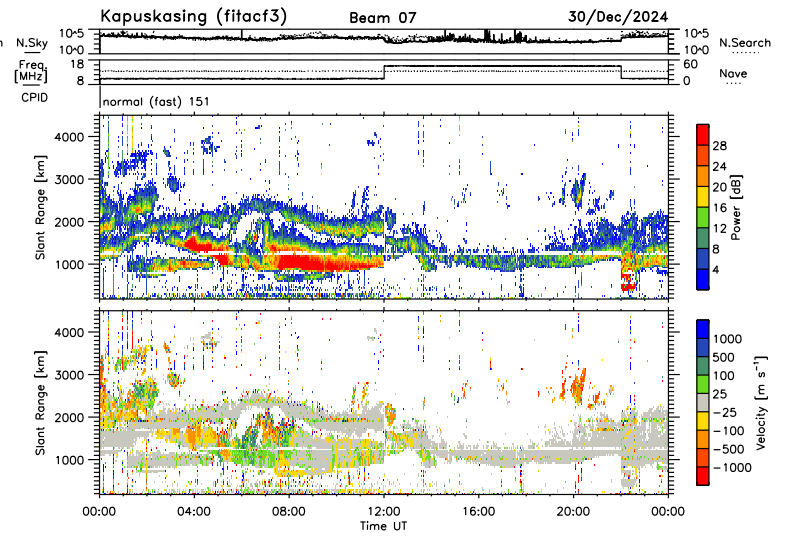 Kapuskasing (fitacf3) Beam 07 30/Dec/2024
N.Sky 10^5 10^0 10^5 10^0 N.Search
Freq. [MHz] 18 8 60 0 Nave
CPID normal (fast) 151
Slant Range [km] 4000 3000 2000 1000
Power [dB] 28 24 20 16 12 8 4
Slant Range [km] 4000 3000 2000 1000
Velocity [m s⁻¹] 1000 500 100 25 −25 −100 −500 −1000
00:00 04:00 08:00 12:00 16:00 20:00 00:00
Time UT